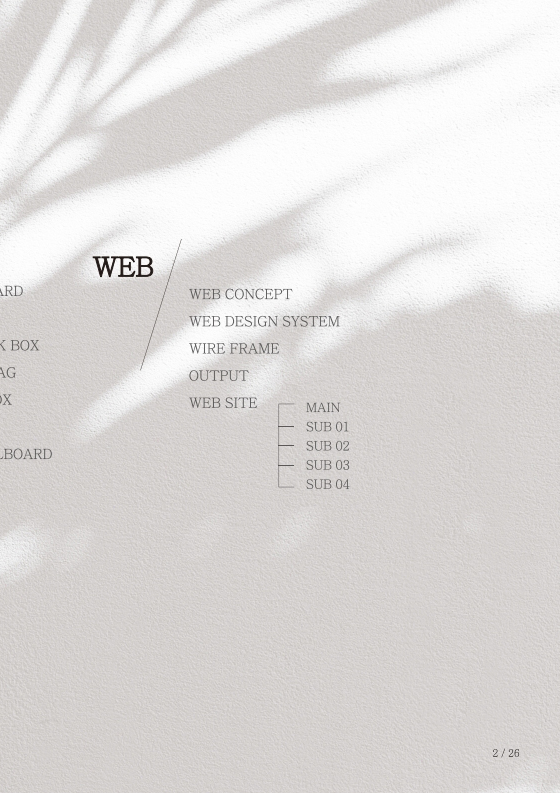 WEB
WEB CONCEPT
WEB DESIGN SYSTEM
WIRE FRAME
OUTPUT
WEB SITE
MAIN
SUB 01
SUB 02
SUB 03
SUB 04
ARD
K BOX
AG
OX
LBOARD
2 / 26